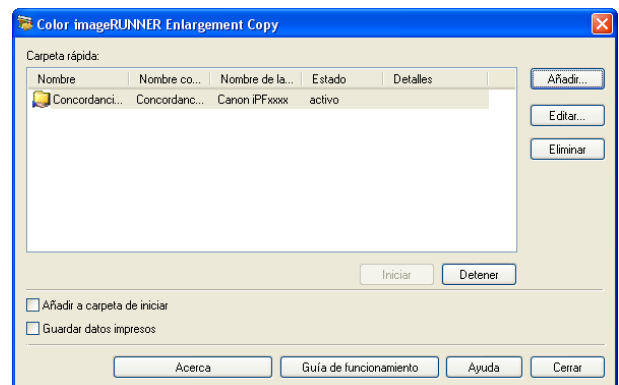 Color imageRUNNER Enlargement Copy
Carpeta rápida:
Nombre Nombre co... Nombre de la... Estado Detalles
Concordanci... Concordanc... Canon iPFxxxx activo
Añadir...
Editar...
Eliminar
Iniciar Detener
Añadir a carpeta de iniciar
Guardar datos impresos
Acerca Guía de funcionamiento Ayuda Cerrar